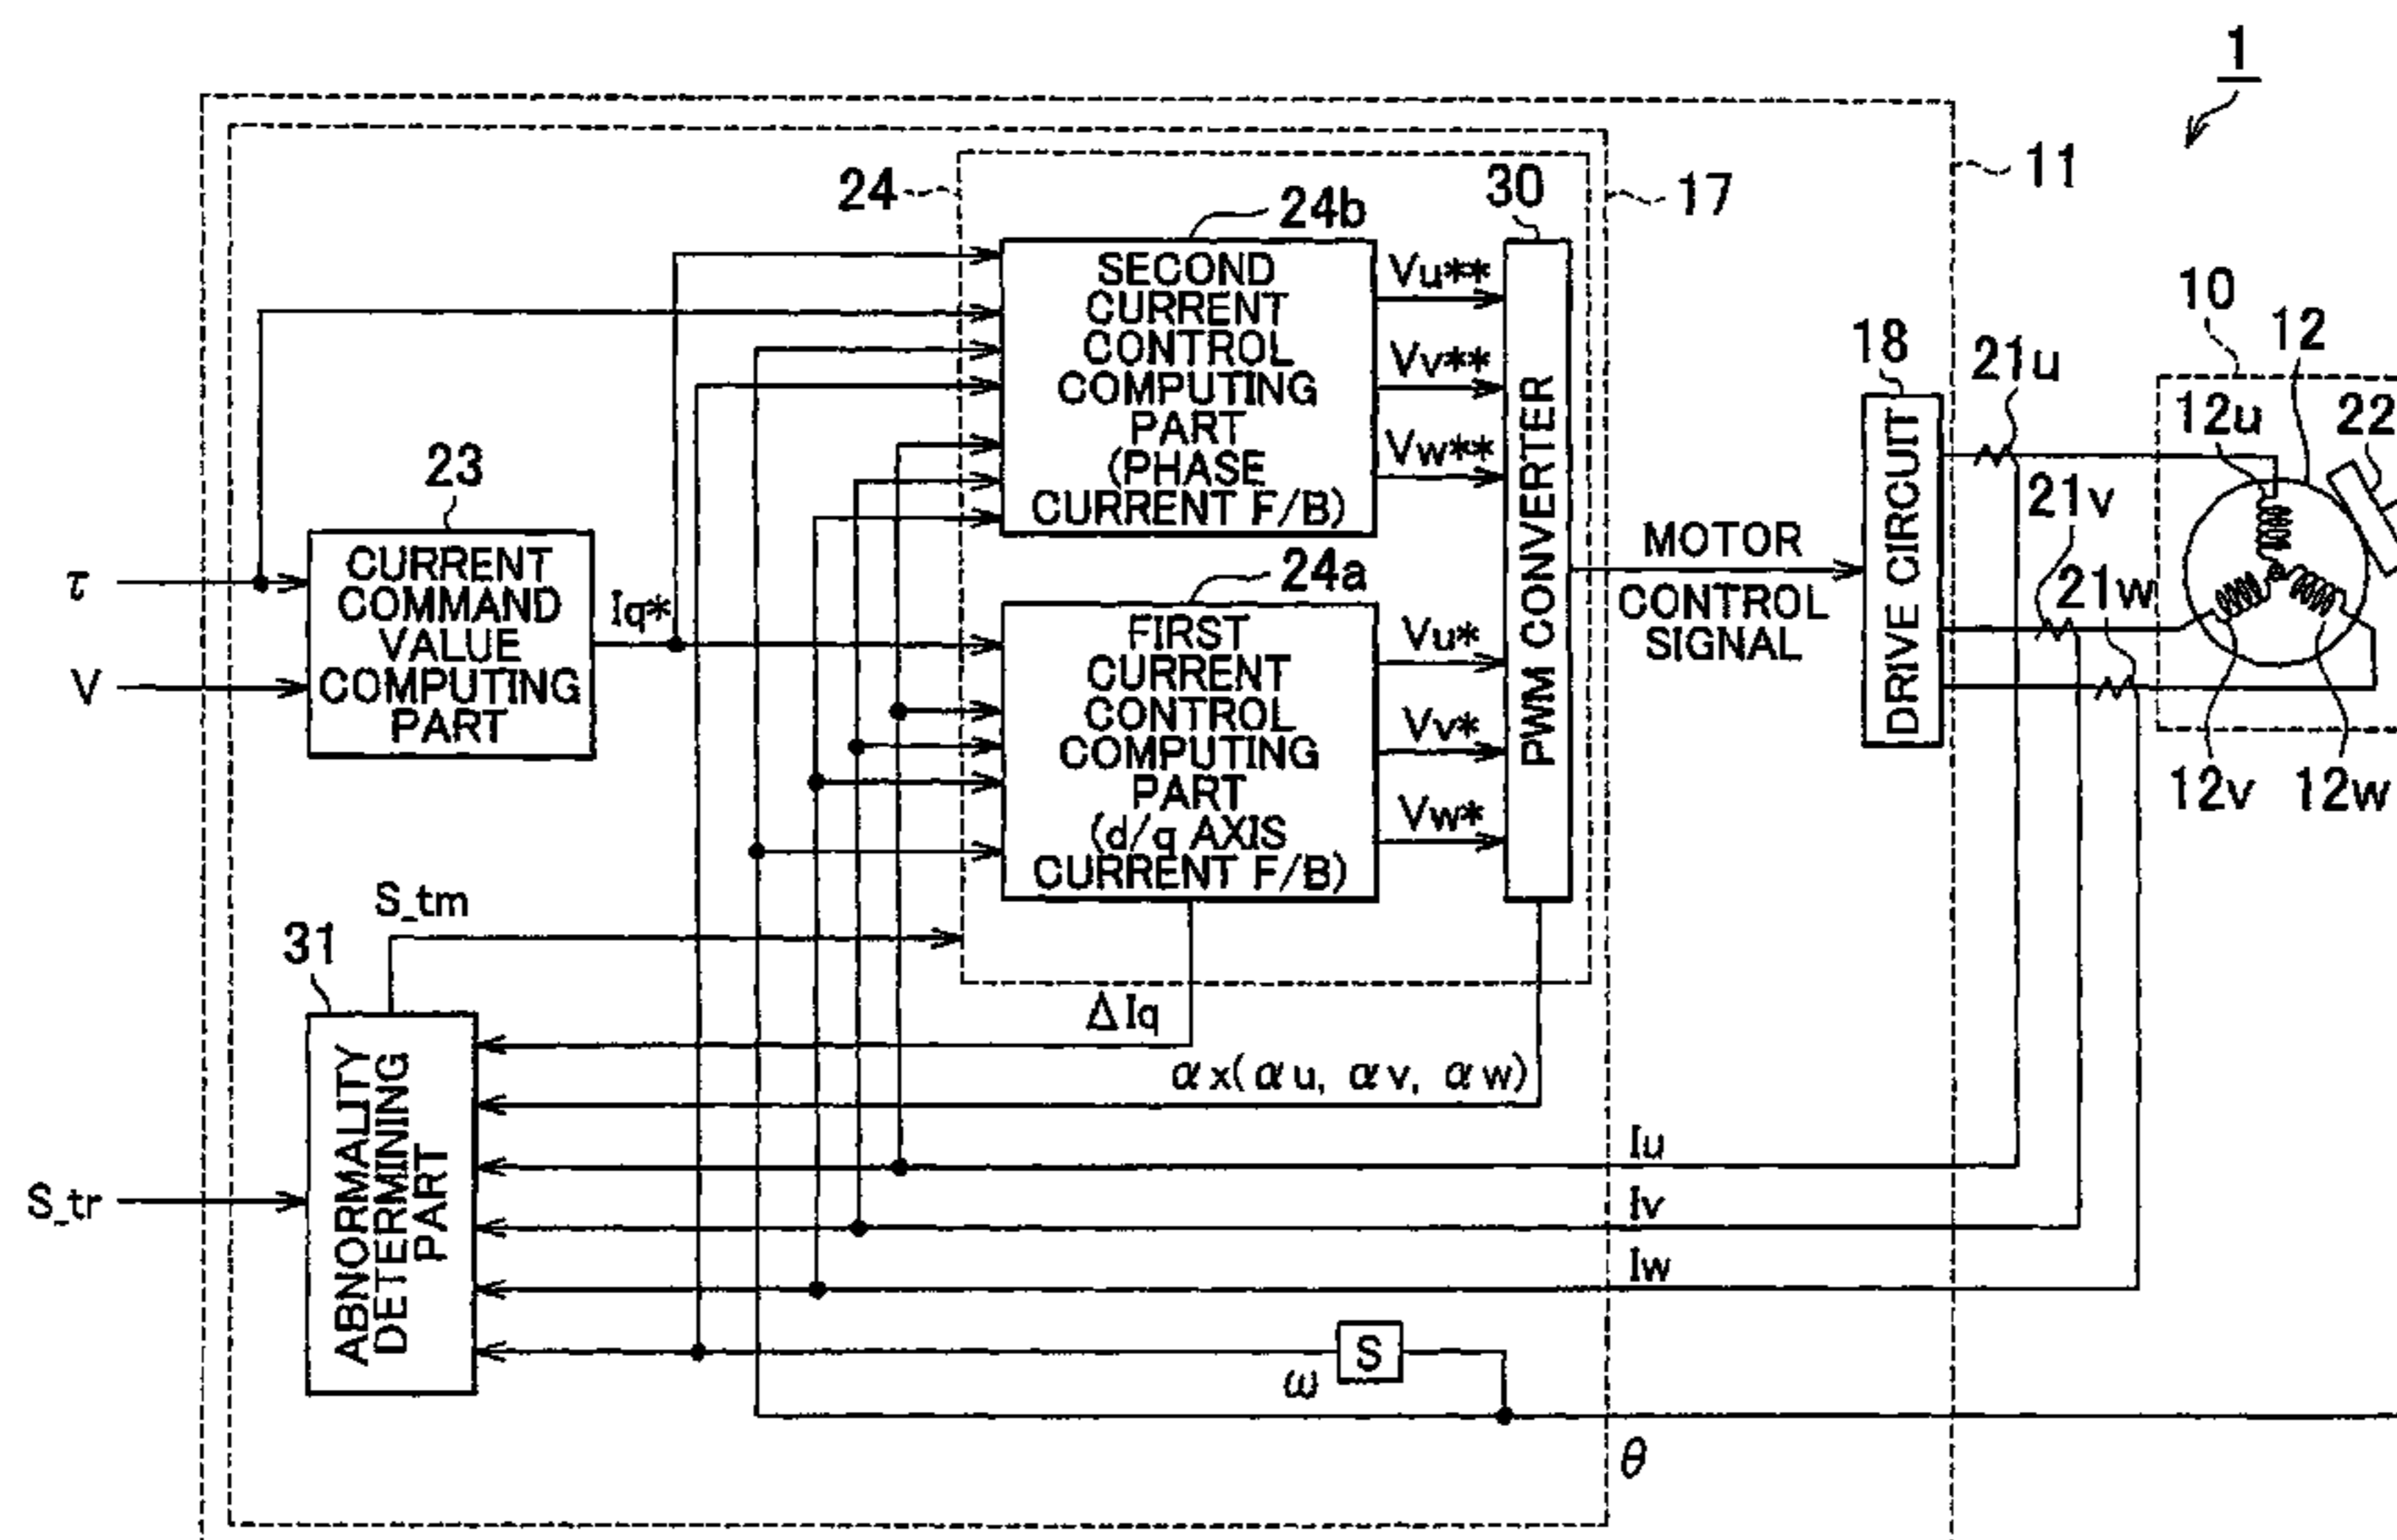 1
11
24
24b
30
17
SECOND
CURRENT
CONTROL
COMPUTING
PART
(PHASE
CURRENT F/B)
Vu**
Vv**
Vw**
PWM CONVERTER
10
12
18
21u
12u
22
21v
21w
DRIVE CIRCUIT
12v
12w
MOTOR
CONTROL
SIGNAL
23
τ
V
CURRENT
COMMAND
VALUE
COMPUTING
PART
Iq*
24a
FIRST
CURRENT
CONTROL
COMPUTING
PART
(d/q AXIS
CURRENT F/B)
Vu*
Vv*
Vw*
S_tm
31
ΔIq
αx(αu, αv, αw)
S_tr
ABNORMALITY
DETERMINING
PART
Iu
Iv
Iw
S
ω
θ